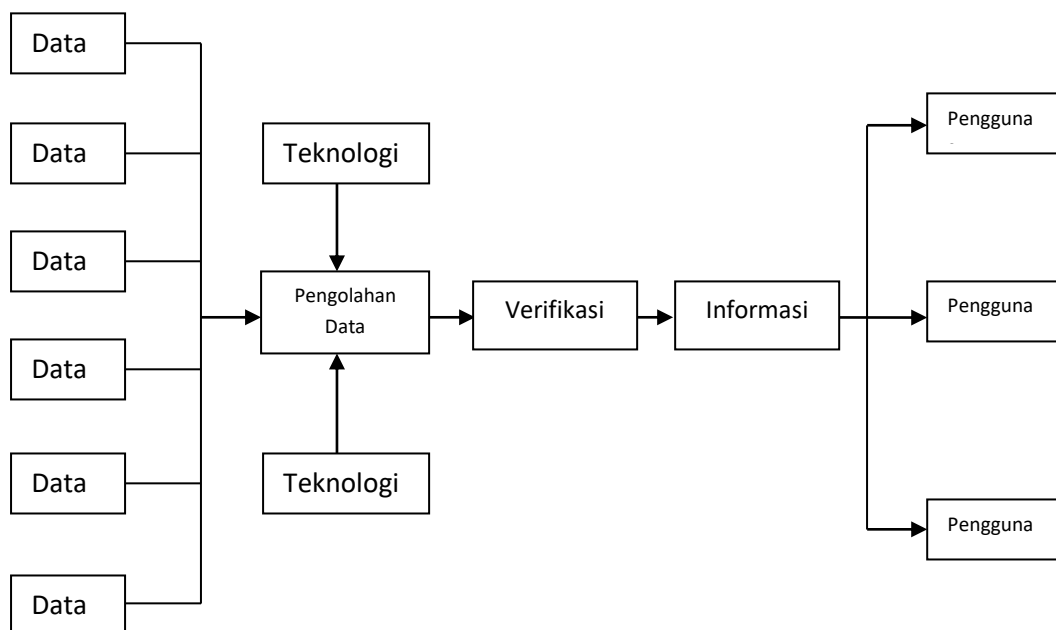 Data
Data
Data
Data
Data
Data
Teknologi
Pengolahan
Data
Teknologi
Verifikasi
Informasi
Pengguna
Pengguna
Pengguna